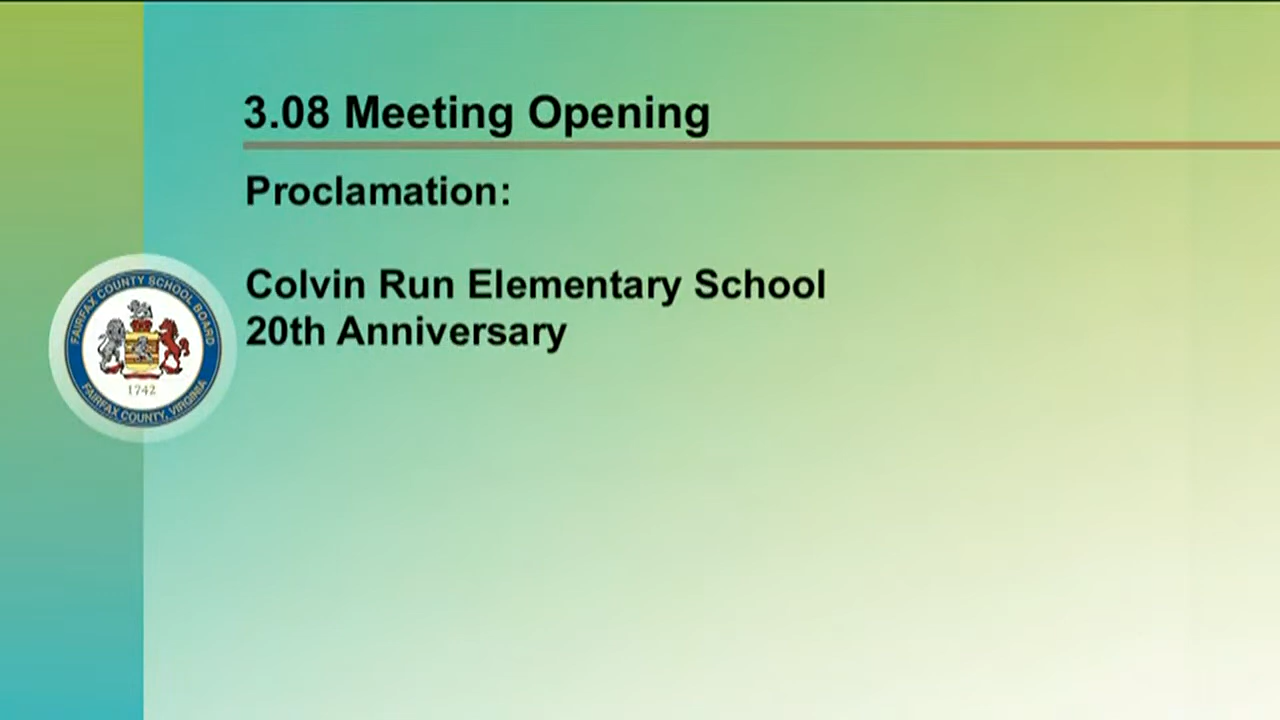 3.08 Meeting Opening
Proclamation:
Colvin Run Elementary School
20th Anniversary
FAIRFAX COUNTY SCHOOL BOARD
1742
FAIRFAX COUNTY, VIRGINIA